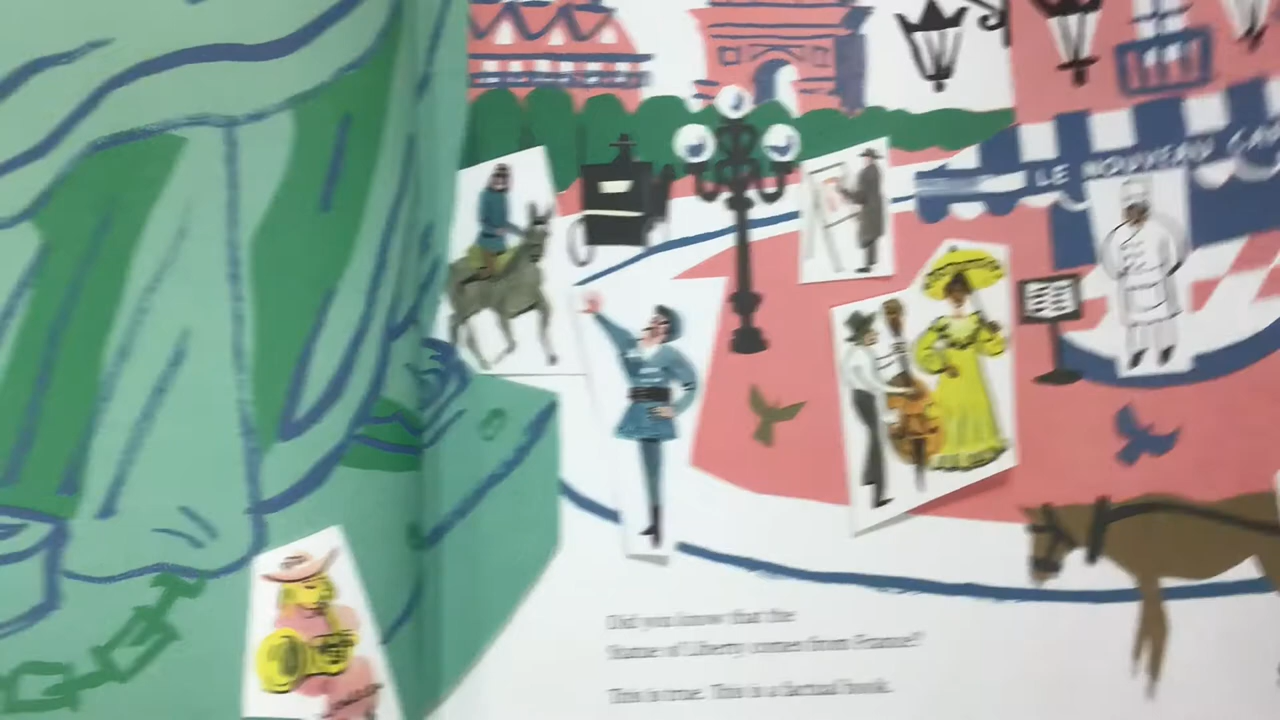 LE NOUVEAU CAF
Did you know that the
Statue of Liberty comes from France?
This is true. This is a factual book.